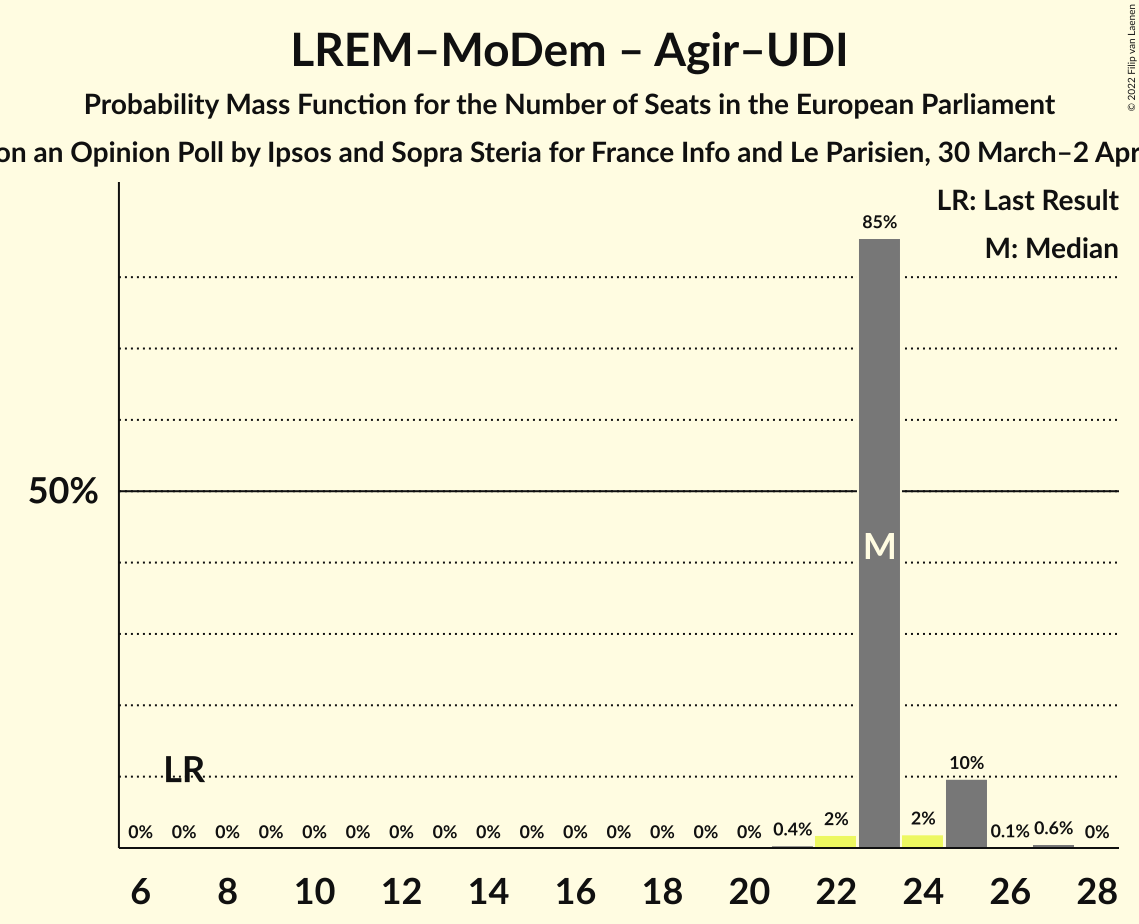 LREM–MoDem – Agir–UDI
Probability Mass Function for the Number of Seats in the European Parliament
on an Opinion Poll by Ipsos and Sopra Steria for France Info and Le Parisien, 30 March–2 Apr
© 2022 Filip van Laenen
LR: Last Result
M: Median
85%
50%
M
LR
10%
0% 0% 0% 0% 0% 0% 0% 0% 0% 0% 0% 0% 0% 0% 0% 0.4% 2% 2% 0.1% 0.6% 0%
6 8 10 12 14 16 18 20 22 24 26 28